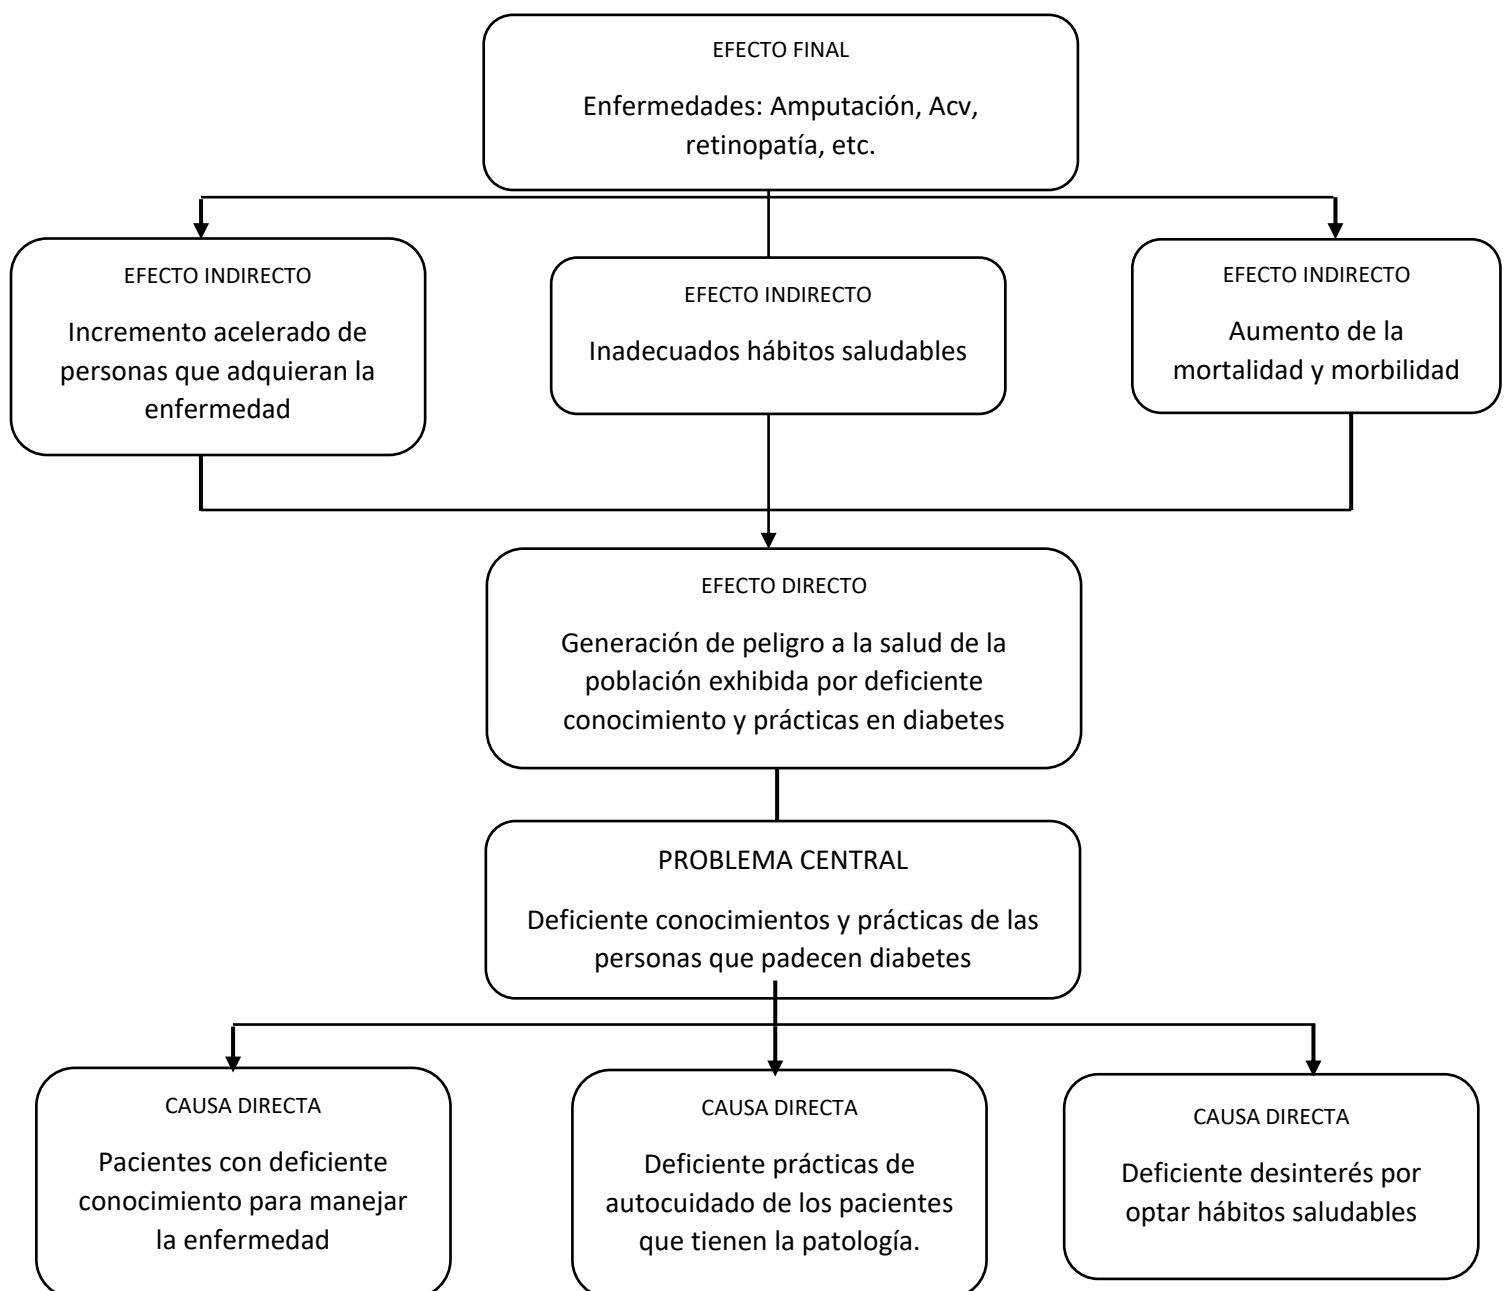 EFECTO FINAL
Enfermedades: Amputación, Acv,
retinopatía, etc.
EFECTO INDIRECTO
Incremento acelerado de
personas que adquieran la
enfermedad
EFECTO INDIRECTO
Inadecuados hábitos saludables
EFECTO INDIRECTO
Aumento de la
mortalidad y morbilidad
EFECTO DIRECTO
Generación de peligro a la salud de la
población exhibida por deficiente
conocimiento y prácticas en diabetes
PROBLEMA CENTRAL
Deficiente conocimientos y prácticas de las
personas que padecen diabetes
CAUSA DIRECTA
Pacientes con deficiente
conocimiento para manejar
la enfermedad
CAUSA DIRECTA
Deficiente prácticas de
autocuidado de los pacientes
que tienen la patología.
CAUSA DIRECTA
Deficiente desinterés por
optar hábitos saludables